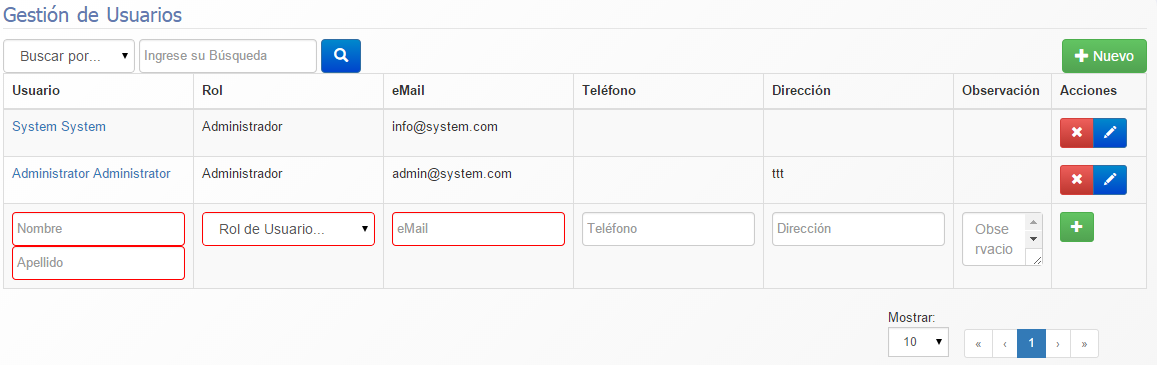 Gestión de Usuarios
Buscar por... Ingrese su Búsqueda Nuevo
Usuario Rol eMail Teléfono Dirección Observación Acciones
System System Administrador info@system.com
Administrator Administrator Administrador admin@system.com ttt
Nombre Rol de Usuario... eMail Teléfono Dirección Obse
rvacio
Apellido
Mostrar:
10 « ‹ 1 › »